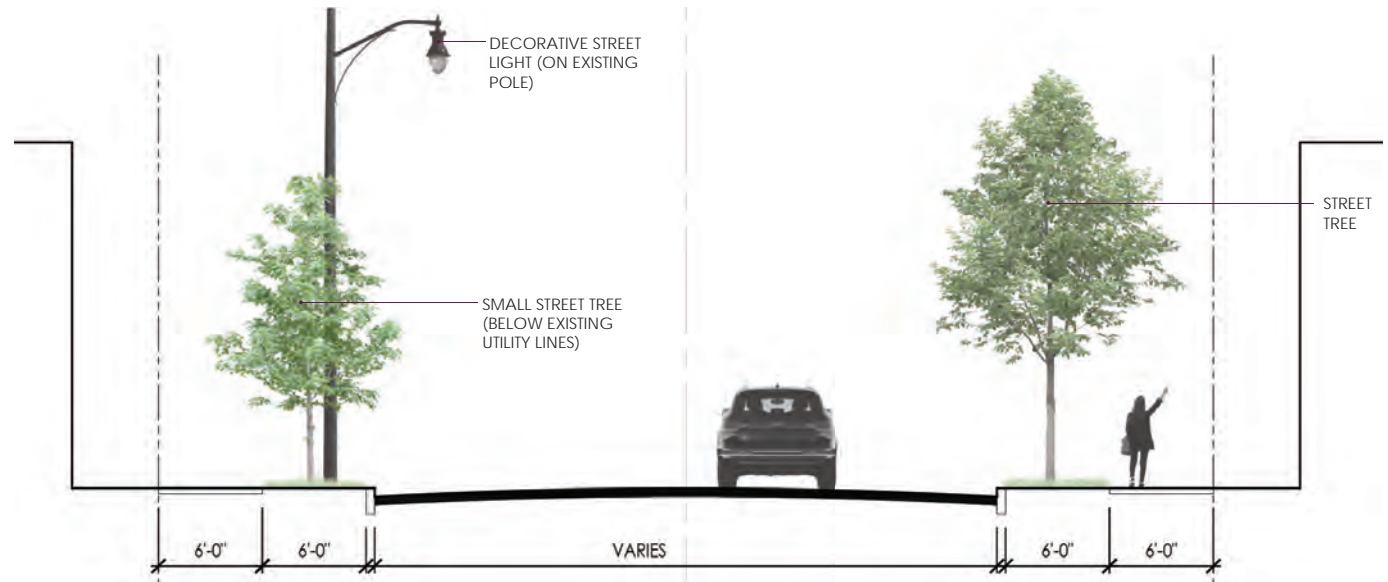 DECORATIVE STREET
LIGHT (ON EXISTING
POLE)
STREET
TREE
SMALL STREET TREE
(BELOW EXISTING
UTILITY LINES)
6'-0" 6'-0" VARIES 6'-0" 6'-0"